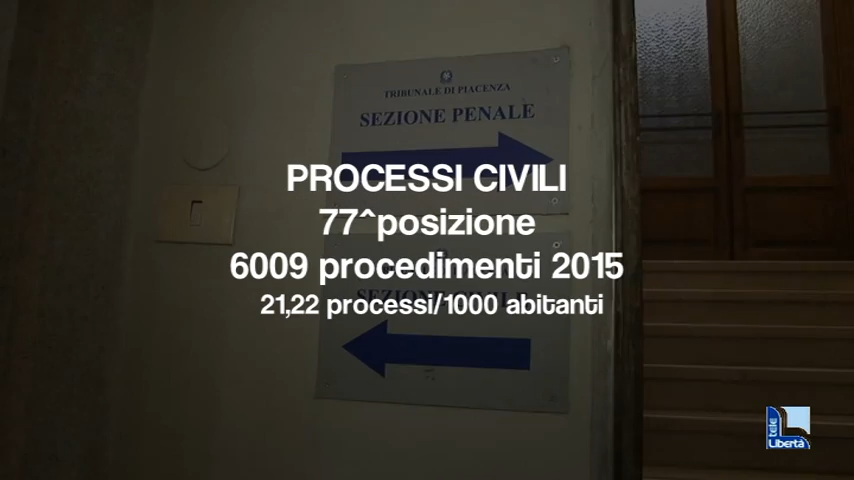 TRIBUNALE DI PIACENZA
SEZIONE PENALE
PROCESSI CIVILI
77^posizione
6009 procedimenti 2015
SEZIONE CIVILE
21,22 processi/1000 abitanti
tele
Libertà